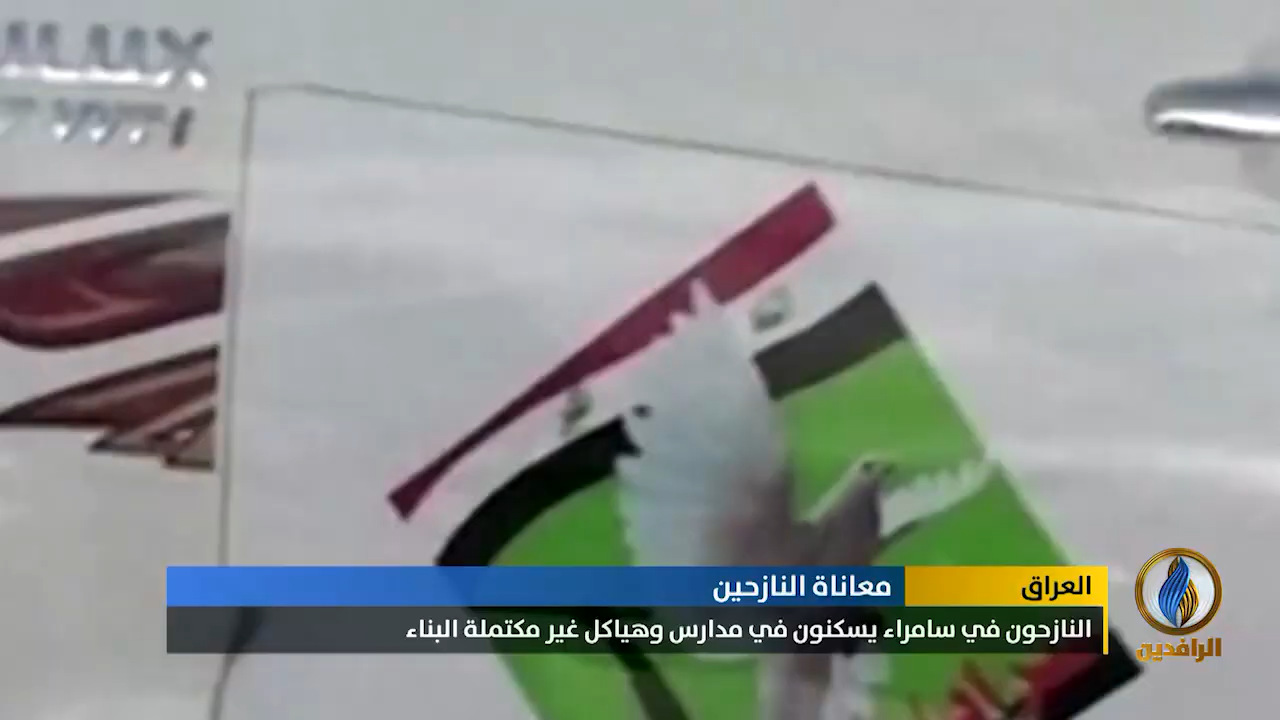 العراق
معاناة النازحين
النازحون في سامراء يسكنون في مدارس وهياكل غير مكتملة البناء
الرافدين